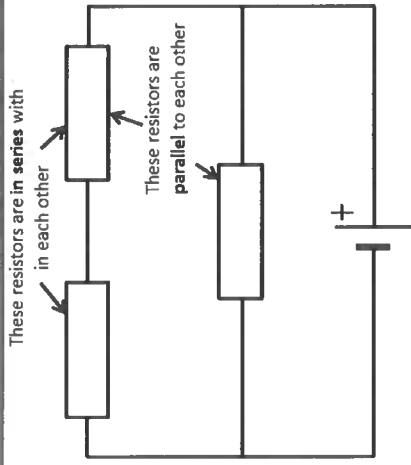 These resistors are in series with
in each other
These resistors are
parallel to each other
+